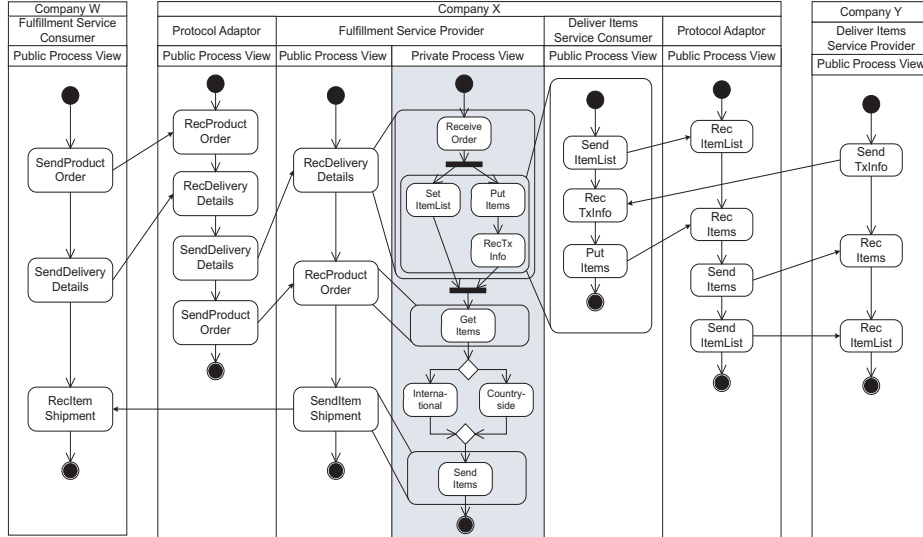 Company W
Company X
Company Y
Fulfillment Service
Consumer
Protocol Adaptor
Fulfillment Service Provider
Deliver Items
Service Consumer
Protocol Adaptor
Deliver Items
Service Provider
Public Process View
Public Process View
Public Process View
Private Process View
Public Process View
Public Process View
Public Process View
SendProduct
Order
SendDelivery
Details
RecItem
Shipment
RecProduct
Order
RecDelivery
Details
SendDelivery
Details
SendProduct
Order
RecDelivery
Details
RecProduct
Order
SendItem
Shipment
Receive
Order
Set
ItemList
Put
Items
RecTx
Info
Get
Items
Interna-
tional
Country-
side
Send
Items
Send
ItemList
Rec
TxInfo
Put
Items
Rec
ItemList
Rec
Items
Send
Items
Send
ItemList
Send
TxInfo
Rec
Items
Rec
ItemList